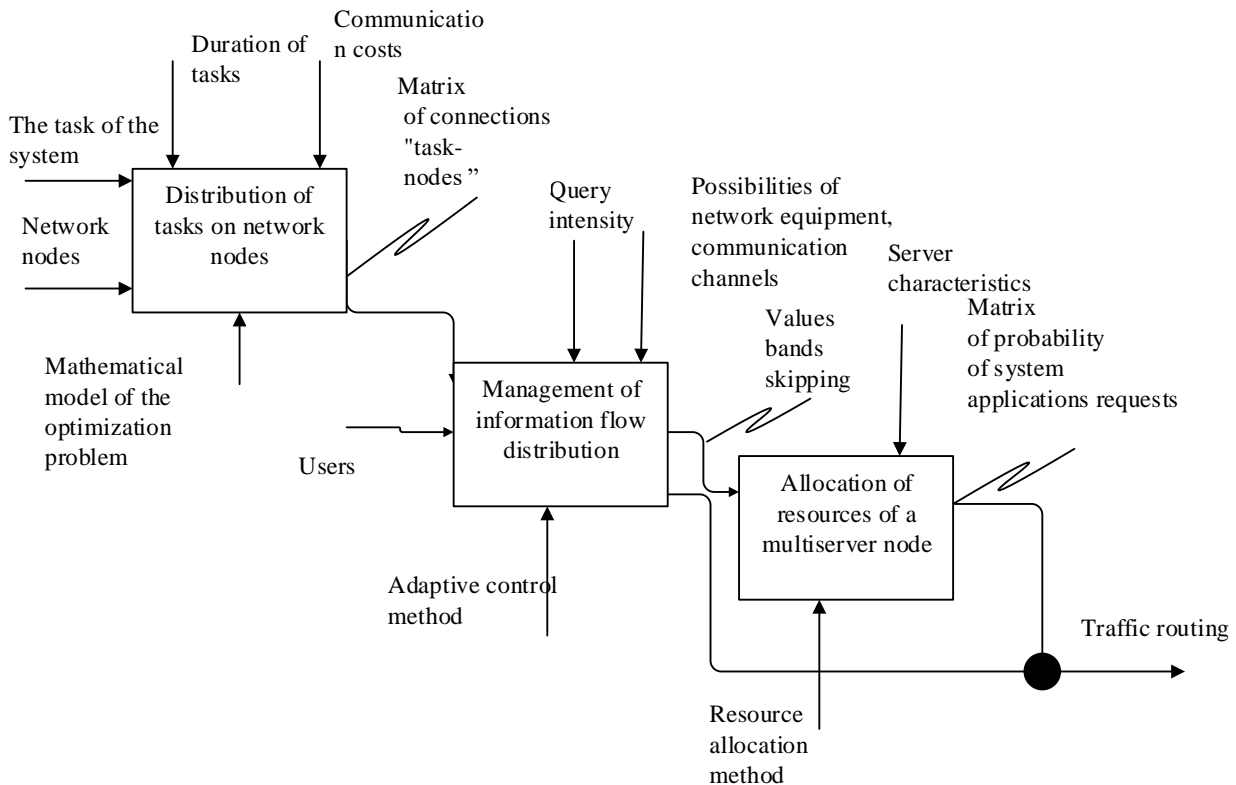 Communicatio
n costs
Duration of
tasks
Matrix
of connections
"task-
nodes ”
The task of the
system
Distribution of
tasks on network
nodes
Network
nodes
Query
intensity
Possibilities of
network equipment,
communication
channels
Server
characteristics
Matrix
of probability
of system
applications requests
Values
bands
skipping
Mathematical
model of the
optimization
problem
Management of
information flow
distribution
Users
Allocation of
resources of a
multiserver node
Adaptive control
method
Traffic routing
Resource
allocation
method